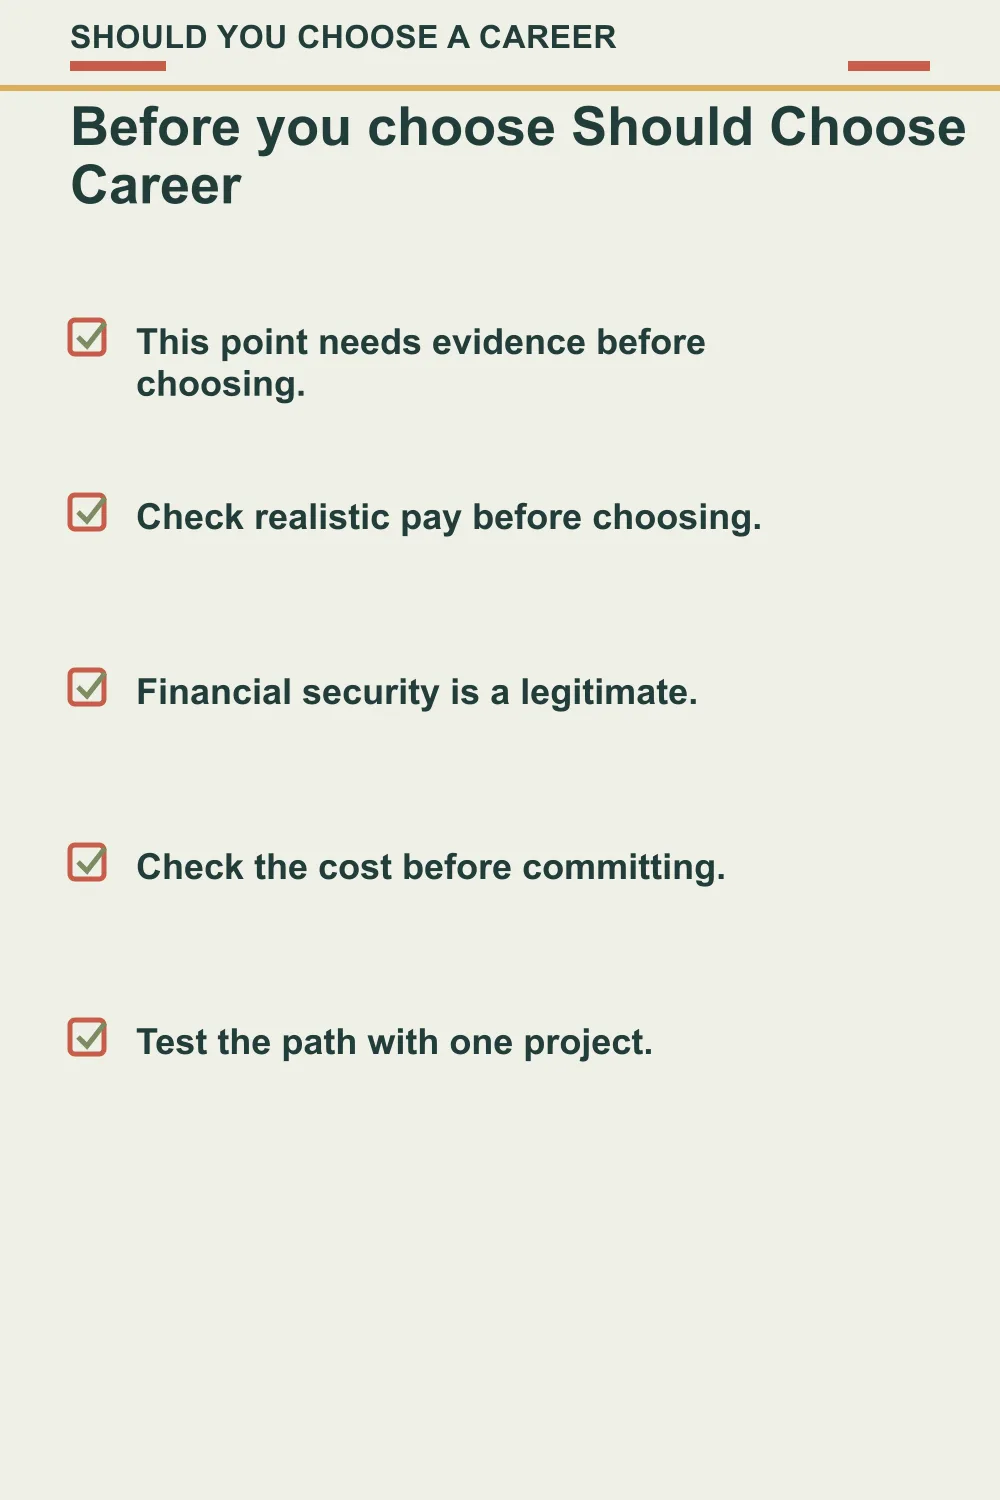 SHOULD YOU CHOOSE A CAREER
Before you choose Should Choose
Career
This point needs evidence before
choosing.
Check realistic pay before choosing.
Financial security is a legitimate.
Check the cost before committing.
Test the path with one project.